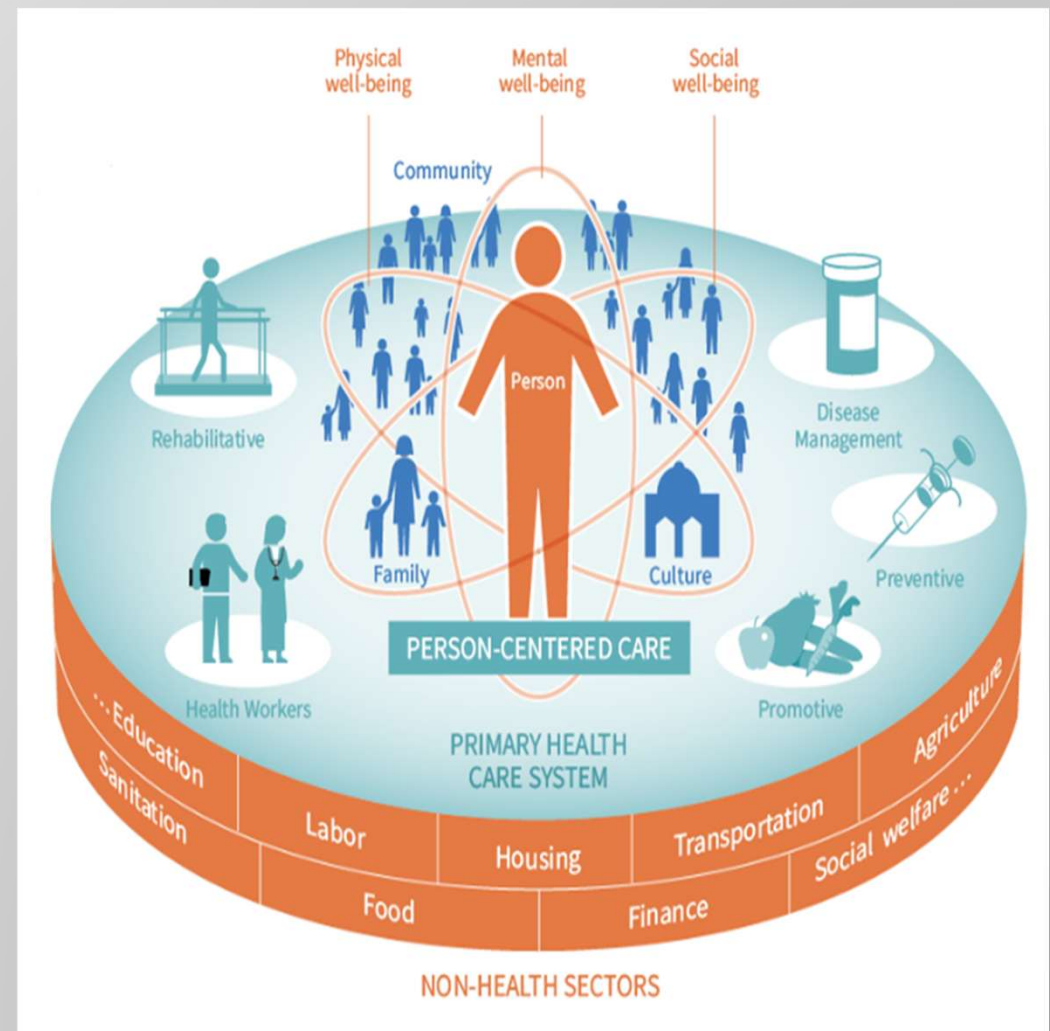 Physical
well-being
Mental
well-being
Social
well-being
Community
Person
Rehabilitative
Disease
Management
Family
Culture
Preventive
PERSON-CENTERED CARE
Health Workers
Promotive
PRIMARY HEALTH
CARE SYSTEM
...Education
Labor
Housing
Transportation
Agriculture
Sanitation
Food
Finance
Social welfare...
NON-HEALTH SECTORS